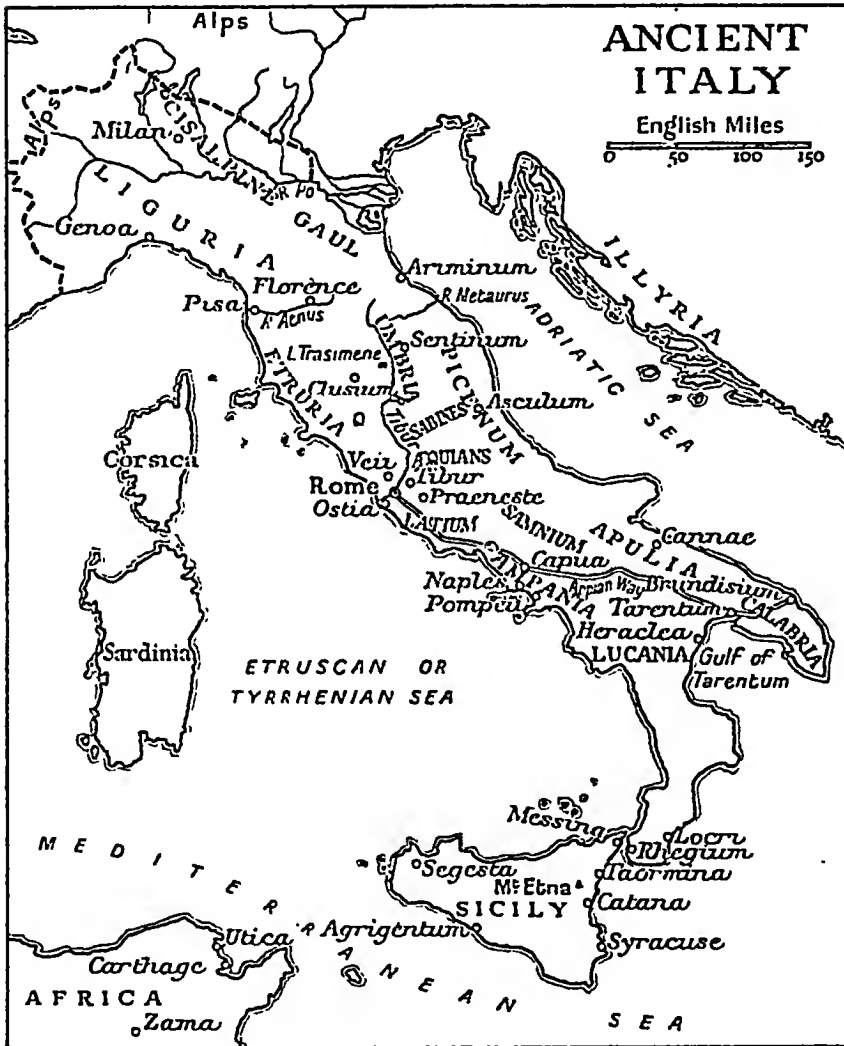 Alps
ANCIENT
ITALY
English Miles
0 50 100 150
Alps
Milan
CISALPINE
GAUL
R Po
LIGURIA
Genoa
ILLYRIA
Ariminum
Florence
R. Metaurus
Pisa
ADRIATIC SEA
UMBRIA
Sentinum
L Trasimene
PICENUM
ETRURIA
Clusium
Asculum
Tibur
SABINES
Corsica
Veii
ÆQUIANS
Tibur
Rome
Praeneste
Ostia
LATIUM
SAMNIUM
APULIA
Cannae
Capua
CAMPANIA
Naples
Appian Way
Brundisium
Pompeii
Tarentum
CALABRIA
Heraclea
Sardinia
LUCANIA
Gulf of
Tarentum
ETRUSCAN OR
TYRRHENIAN SEA
Messina
Locri
Rhegium
MEDITERRANEAN SEA
Segesta
Taormina
Mt Etna
SICILY
Catana
Utica
Agrigentum
Syracuse
Carthage
AFRICA
Zama